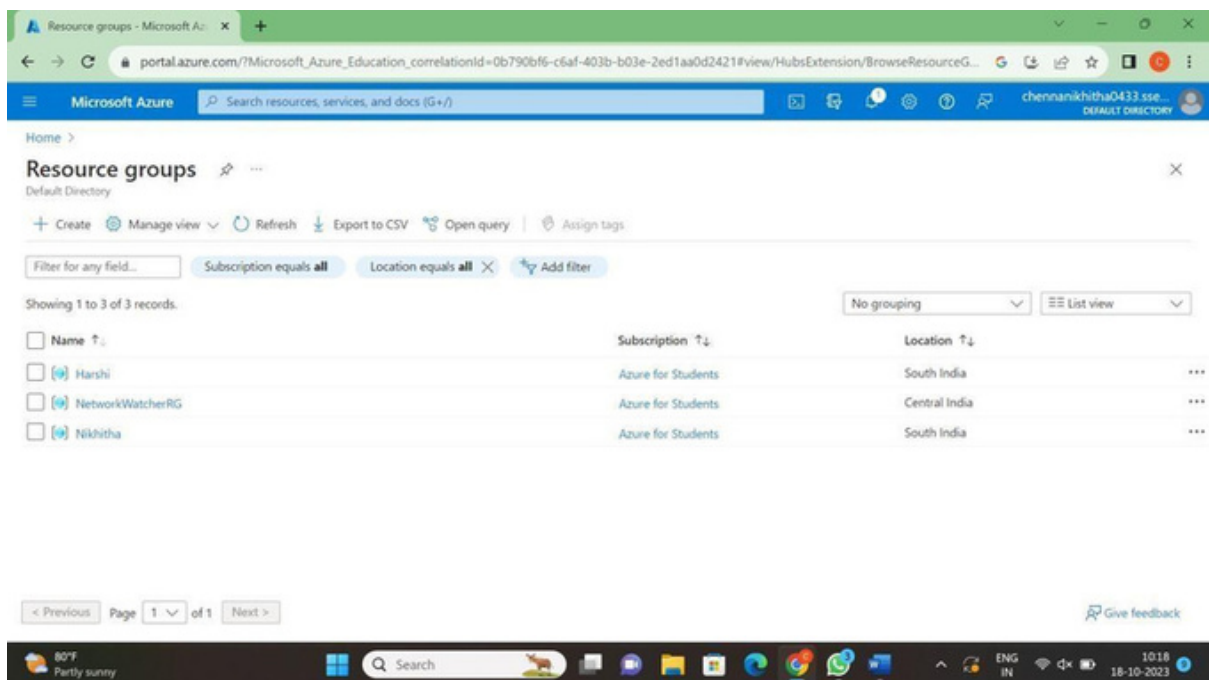 Resource groups - Microsoft Az
portal.azure.com/?Microsoft_Azure_Education_correlationId=0b790bf6-c6af-403b-b03e-2ed1aa0d2421#view/HubsExtension/BrowseResourceG...
Microsoft Azure
Search resources, services, and docs (G+/)
1
chennanikhitha0433.sse...
DEFAULT DIRECTORY
Home >
Resource groups
Default Directory
Create Manage view Refresh Export to CSV Open query Assign tags
Filter for any field... Subscription equals all Location equals all Add filter
Showing 1 to 3 of 3 records.
No grouping List view
Name Subscription Location
Harshi Azure for Students South India
NetworkWatcherRG Azure for Students Central India
Nikhitha Azure for Students South India
< Previous Page 1 of 1 Next >
Give feedback
80°F
Partly sunny
Search
ENG
IN
10:18
18-10-2023